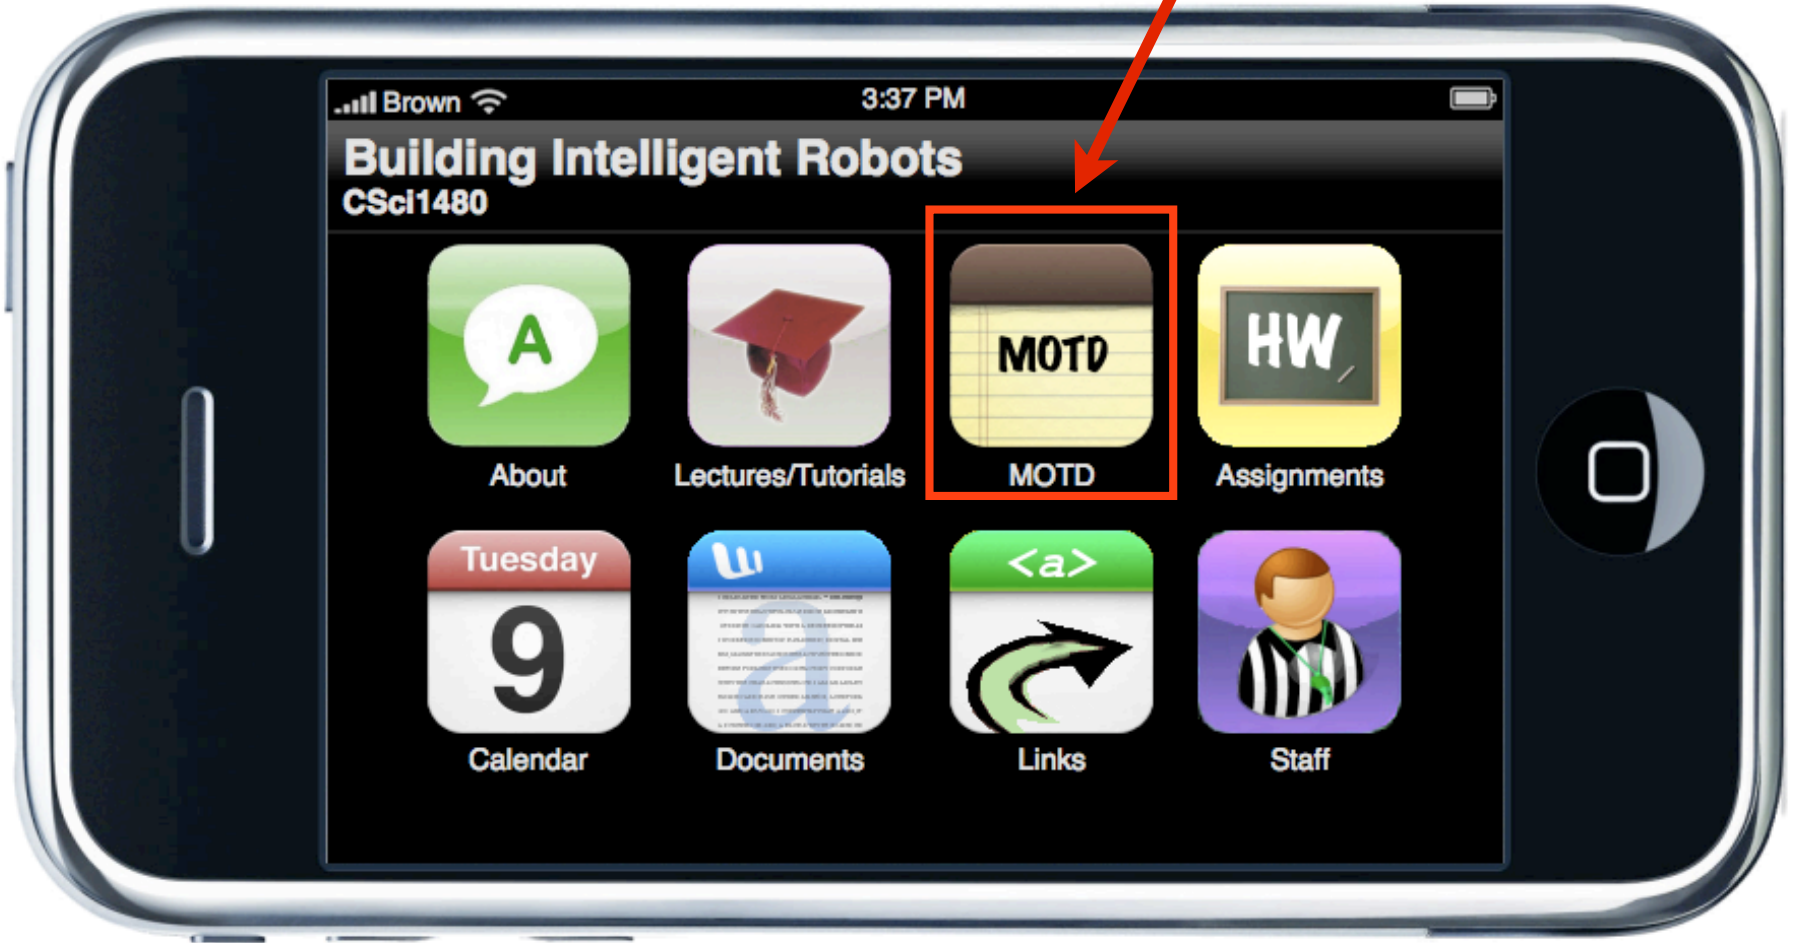 Brown 3:37 PM
Building Intelligent Robots
CSci1480
A
MOTD
HW
About Lectures/Tutorials MOTD Assignments
Tuesday
<a>
9
a
Calendar Documents Links Staff